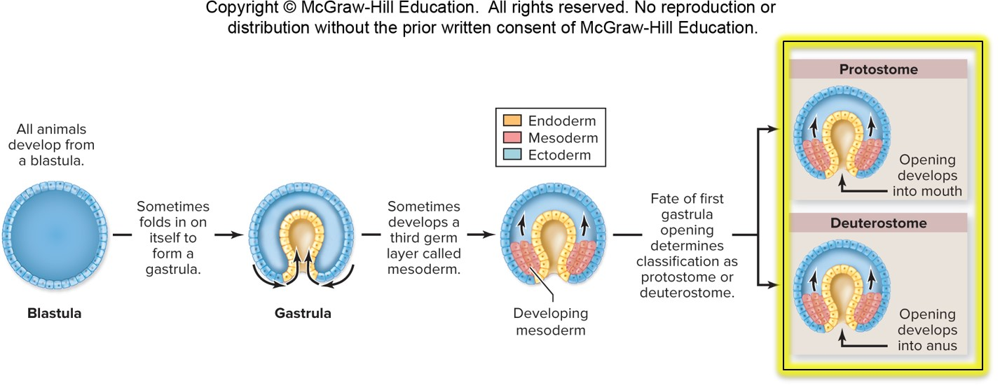 Copyright © McGraw-Hill Education.  All rights reserved. No reproduction or
distribution without the prior written consent of McGraw-Hill Education.
All animals
develop from
a blastula.
Blastula
Sometimes
folds in on
itself to
form a
gastrula.
Gastrula
Sometimes
develops a
third germ
layer called
mesoderm.
Endoderm
Mesoderm
Ectoderm
Developing
mesoderm
Fate of first
gastrula
opening
determines
classification as
protostome or
deuterostome.
Protostome
Opening
develops
into mouth
Deuterostome
Opening
develops
into anus